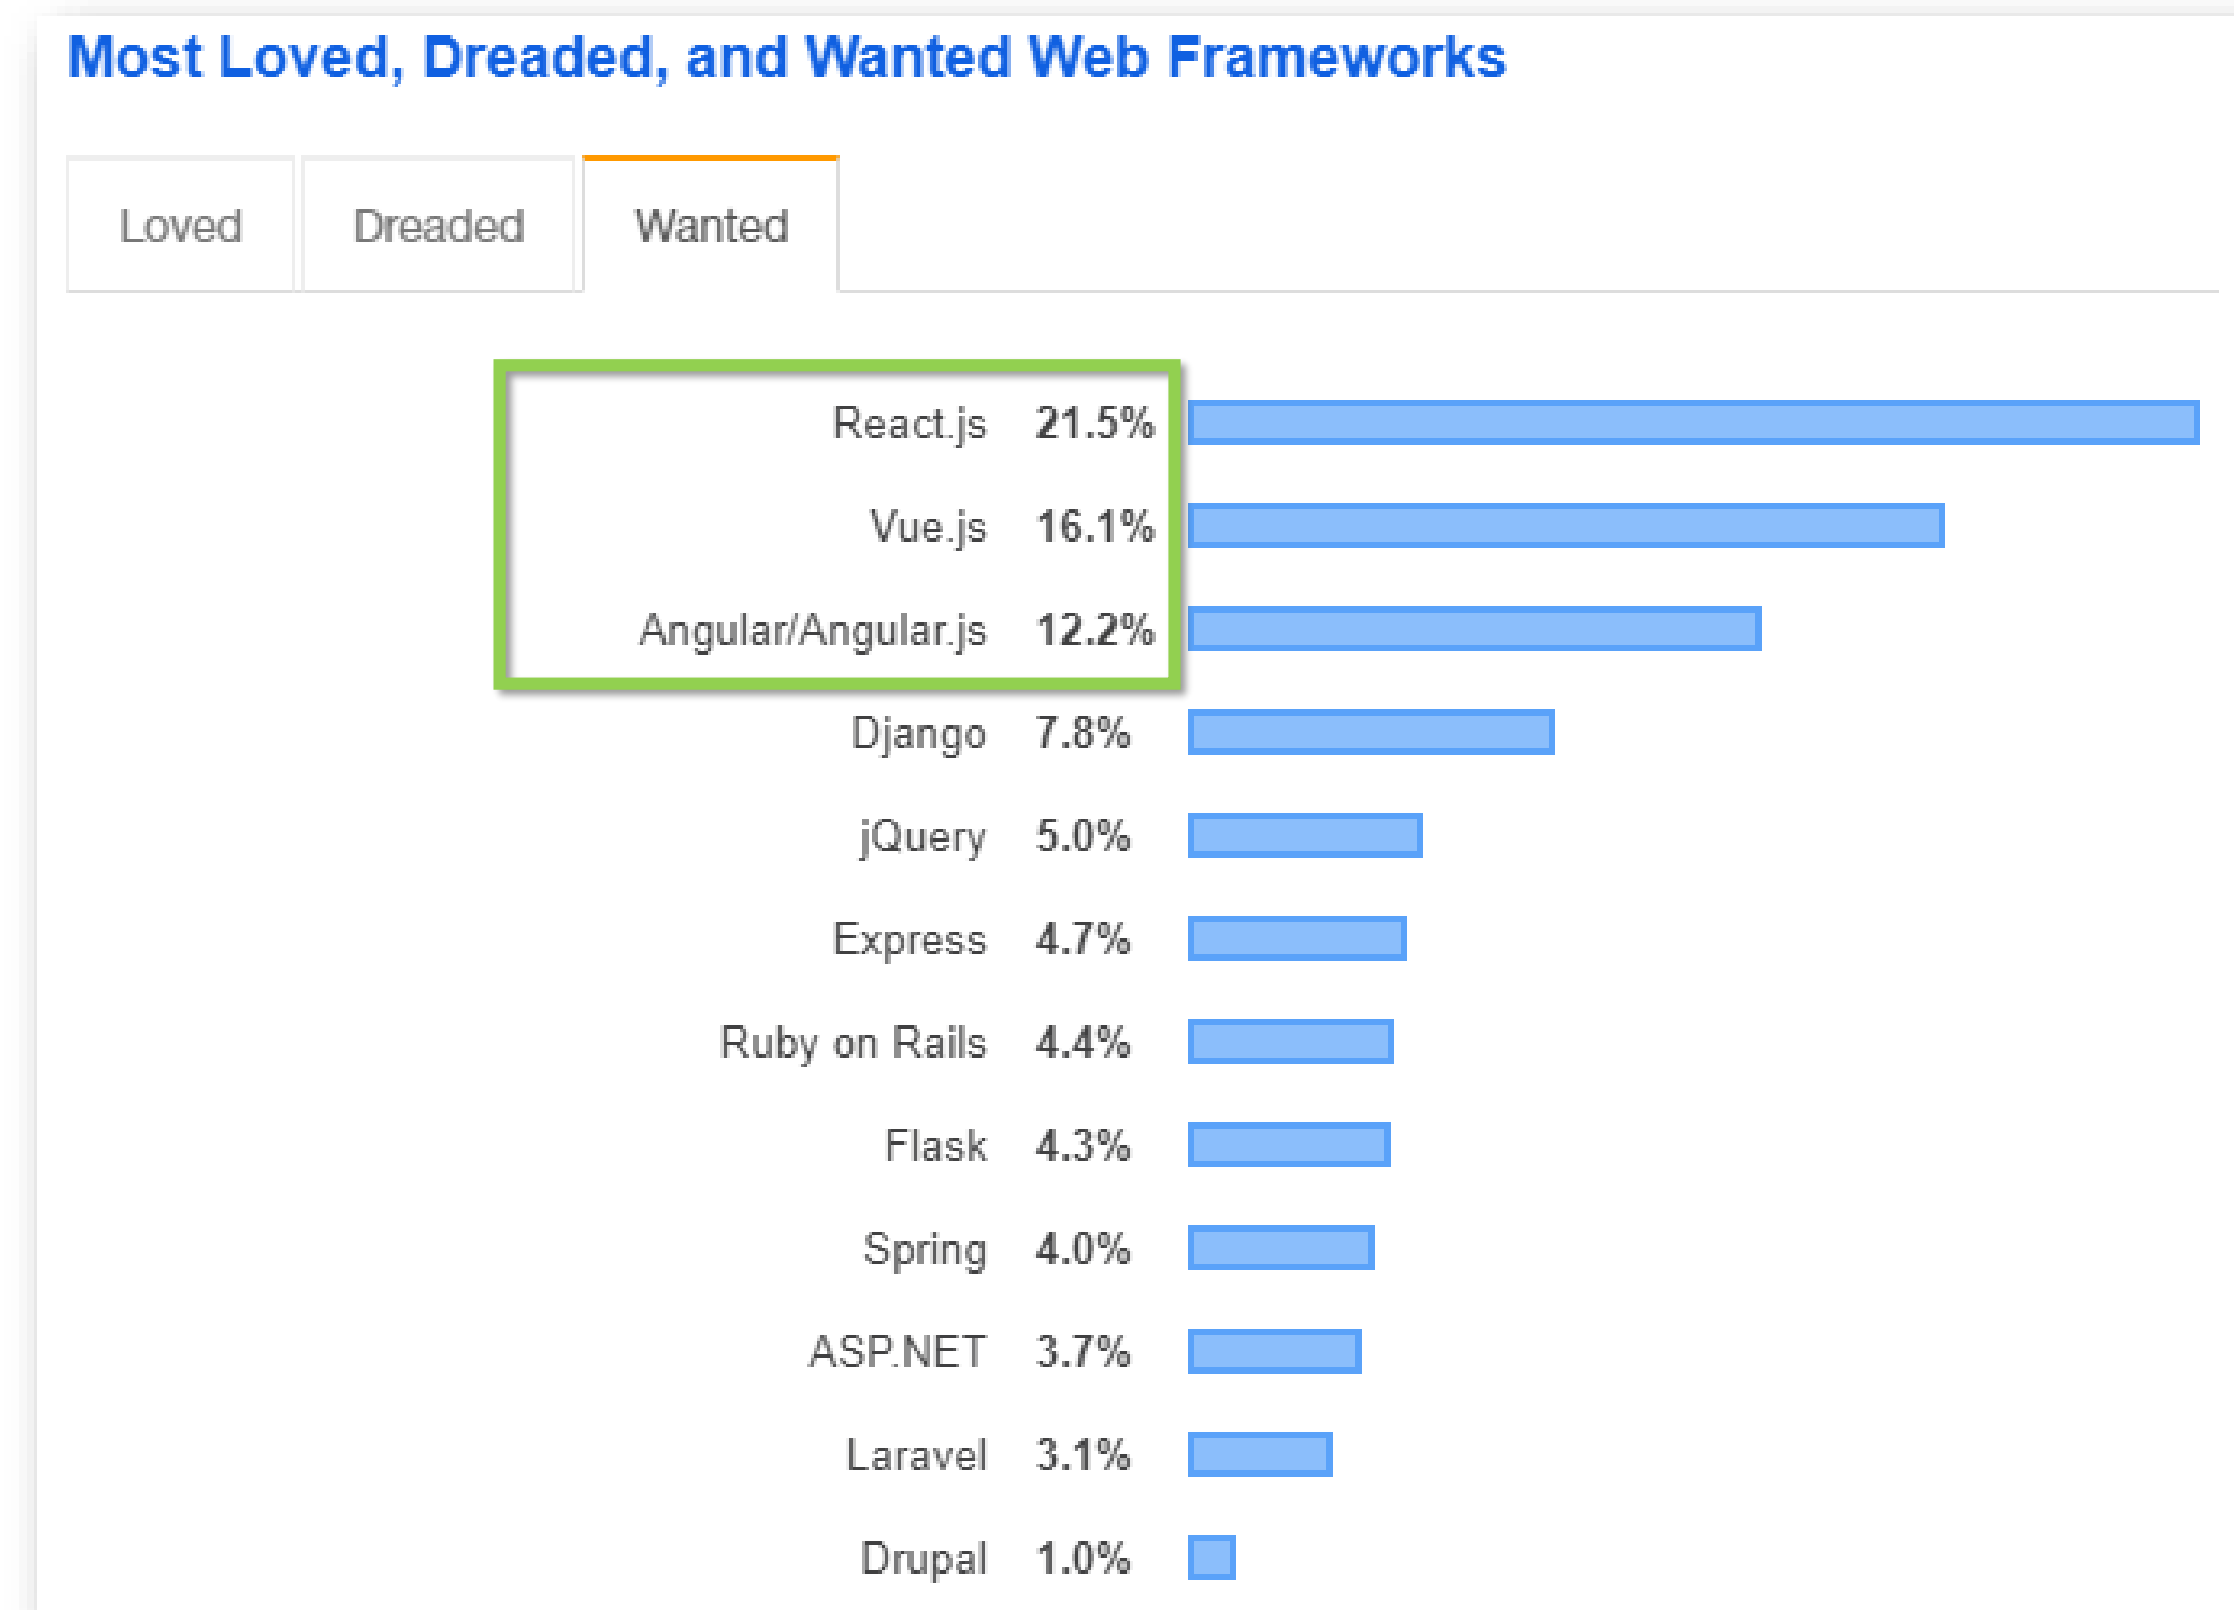 Most Loved, Dreaded, and Wanted Web Frameworks
Loved Dreaded Wanted
React.js 21.5%
Vue.js 16.1%
Angular/Angular.js 12.2%
Django 7.8%
jQuery 5.0%
Express 4.7%
Ruby on Rails 4.4%
Flask 4.3%
Spring 4.0%
ASP.NET 3.7%
Laravel 3.1%
Drupal 1.0%